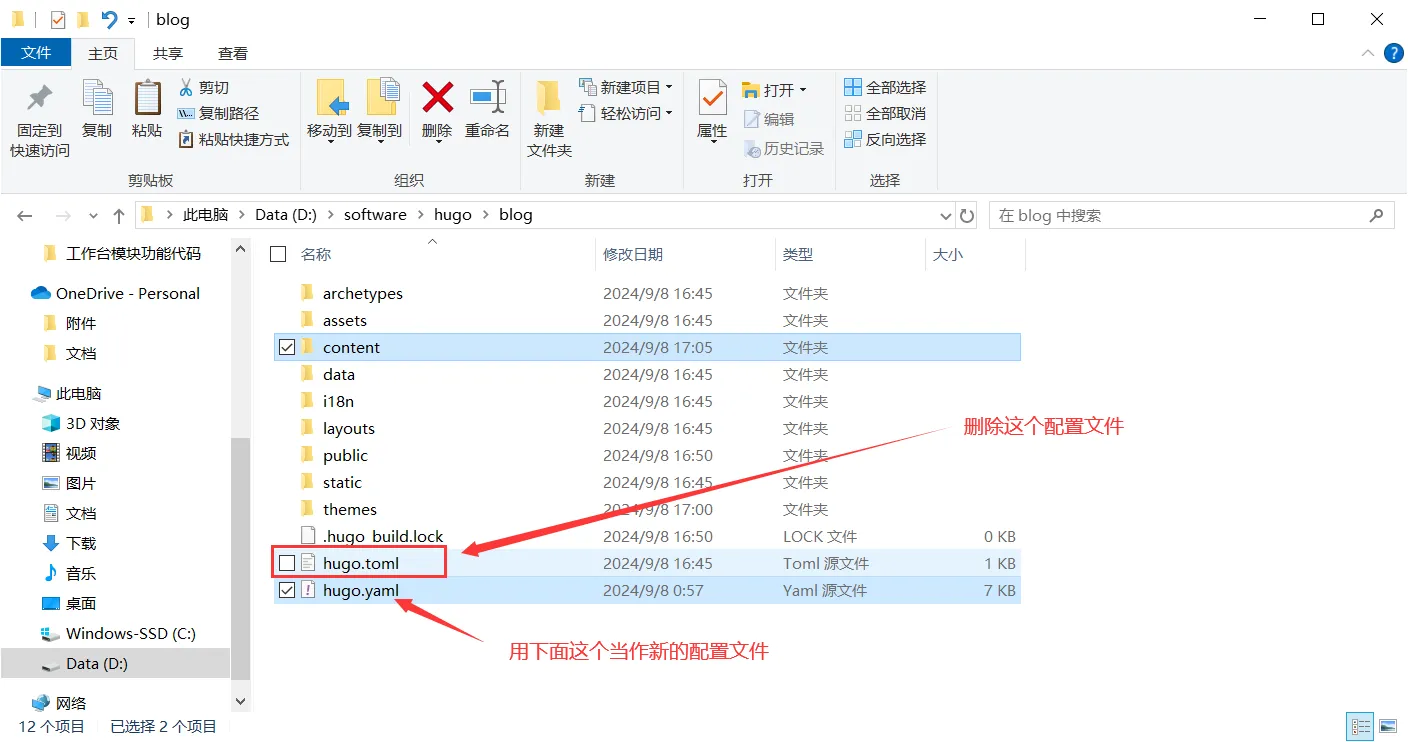 blog
文件 主页 共享 查看
固定到
快速访问
复制
粘贴
剪切
复制路径
粘贴快捷方式
剪贴板
移动到
复制到
删除
重命名
组织
新建
文件夹
新建项目
轻松访问
新建
属性
打开
编辑
历史记录
打开
全部选择
全部取消
反向选择
选择
此电脑 > Data (D:) > software > hugo > blog
在 blog 中搜索
工作台模块功能代码
OneDrive - Personal
附件
文档
此电脑
3D 对象
视频
图片
文档
下载
音乐
桌面
Windows-SSD (C:)
Data (D:)
网络
名称 修改日期 类型 大小
archetypes 2024/9/8 16:45 文件夹
assets 2024/9/8 16:45 文件夹
content 2024/9/8 17:05 文件夹
data 2024/9/8 16:45 文件夹
i18n 2024/9/8 16:45 文件夹
layouts 2024/9/8 16:45 文件夹
public 2024/9/8 16:50 文件夹
static 2024/9/8 16:45 文件夹
themes 2024/9/8 17:00 文件夹
.hugo_build.lock 2024/9/8 16:50 LOCK 文件 0 KB
hugo.toml 2024/9/8 16:45 Toml 源文件 1 KB
hugo.yaml 2024/9/8 0:57 Yaml 源文件 7 KB
删除这个配置文件
用下面这个当作新的配置文件
12 个项目 已选择 2 个项目